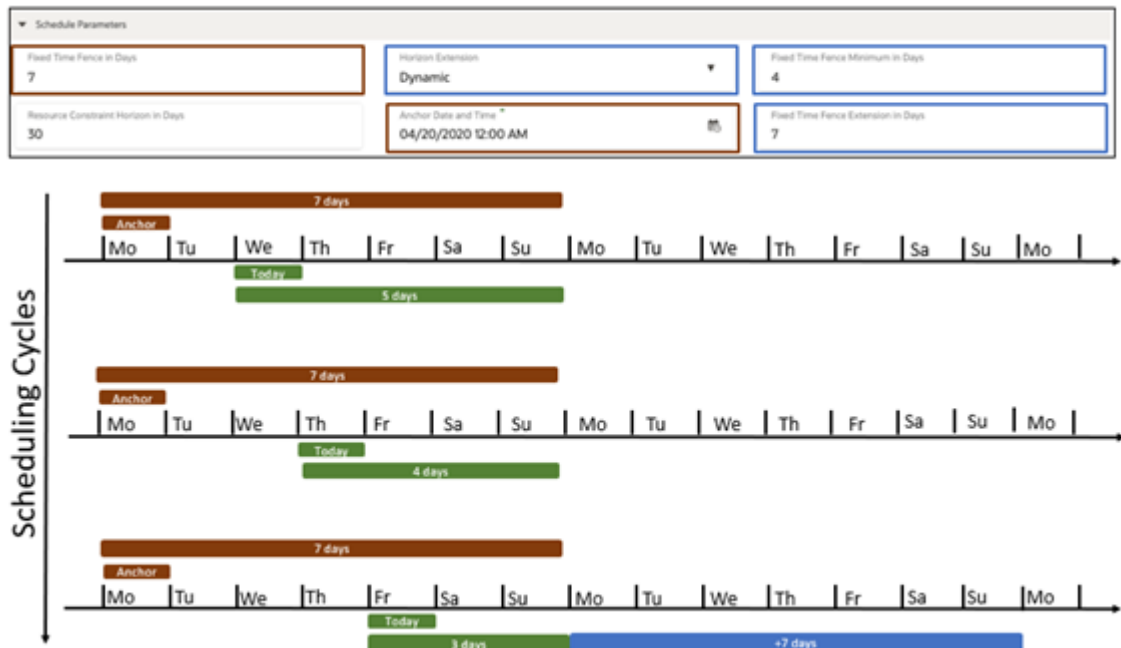 Schedule Parameters
Fixed Time Fence in Days
7
Horizon Extension
Dynamic
Fixed Time Fence Minimum in Days
4
Resource Constraint Horizon in Days
30
Anchor Date and Time *
04/20/2020 12:00 AM
Fixed Time Fence Extension in Days
7
Scheduling Cycles
7 days
Anchor
Mo Tu We Th Fr Sa Su Mo Tu We Th Fr Sa Su Mo
Today
5 days
7 days
Anchor
Mo Tu We Th Fr Sa Su Mo Tu We Th Fr Sa Su Mo
Today
4 days
7 days
Anchor
Mo Tu We Th Fr Sa Su Mo Tu We Th Fr Sa Su Mo
Today
3 days +7 days